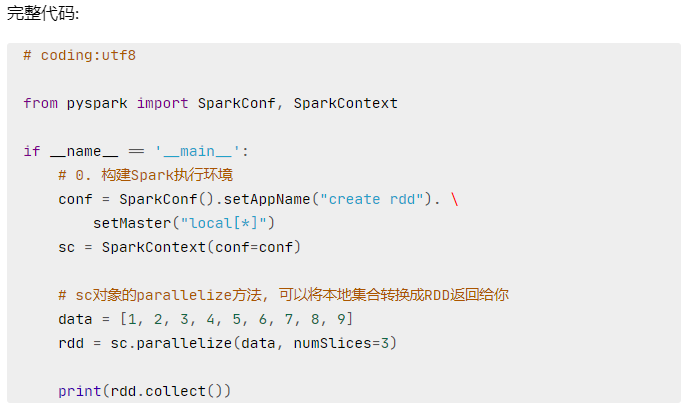 完整代码:
# coding:utf8
from pyspark import SparkConf, SparkContext
if __name__ == '__main__':
# 0. 构建Spark执行环境
conf = SparkConf().setAppName("create rdd"). \
setMaster("local[*]")
sc = SparkContext(conf=conf)
# sc对象的parallelize方法, 可以将本地集合转换成RDD返回给你
data = [1, 2, 3, 4, 5, 6, 7, 8, 9]
rdd = sc.parallelize(data, numSlices=3)
print(rdd.collect())